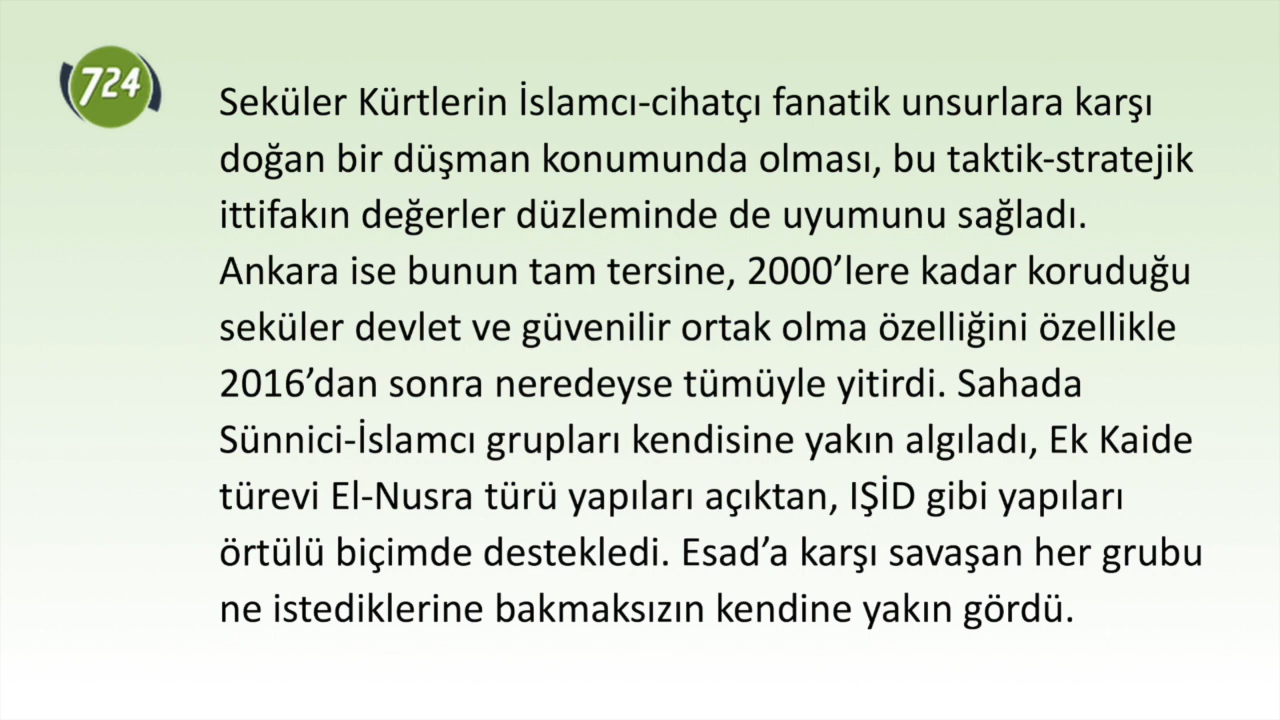 724
Seküler Kürtlerin İslamcı-cihatçı fanatik unsurlara karşı
doğan bir düşman konumunda olması, bu taktik-stratejik
ittifakın değerler düzleminde de uyumunu sağladı.
Ankara ise bunun tam tersine, 2000’lere kadar koruduğu
seküler devlet ve güvenilir ortak olma özelliğini özellikle
2016’dan sonra neredeyse tümüyle yitirdi. Sahada
Sünnici-İslamcı grupları kendisine yakın algıladı, Ek Kaide
türevi El-Nusra türü yapıları açıktan, IŞİD gibi yapıları
örtülü biçimde destekledi. Esad’a karşı savaşan her grubu
ne istediklerine bakmaksızın kendine yakın gördü.